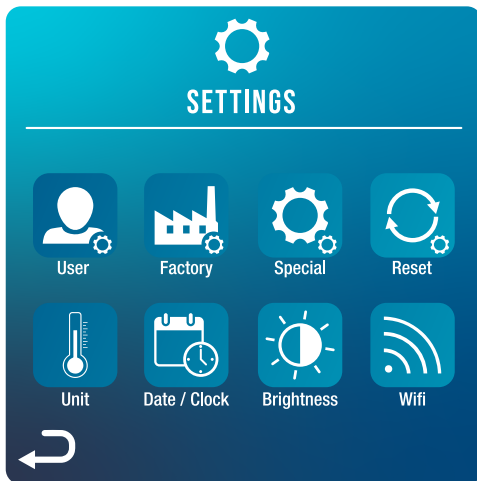 SETTINGS
User Factory Special Reset
Unit Date / Clock Brightness Wifi